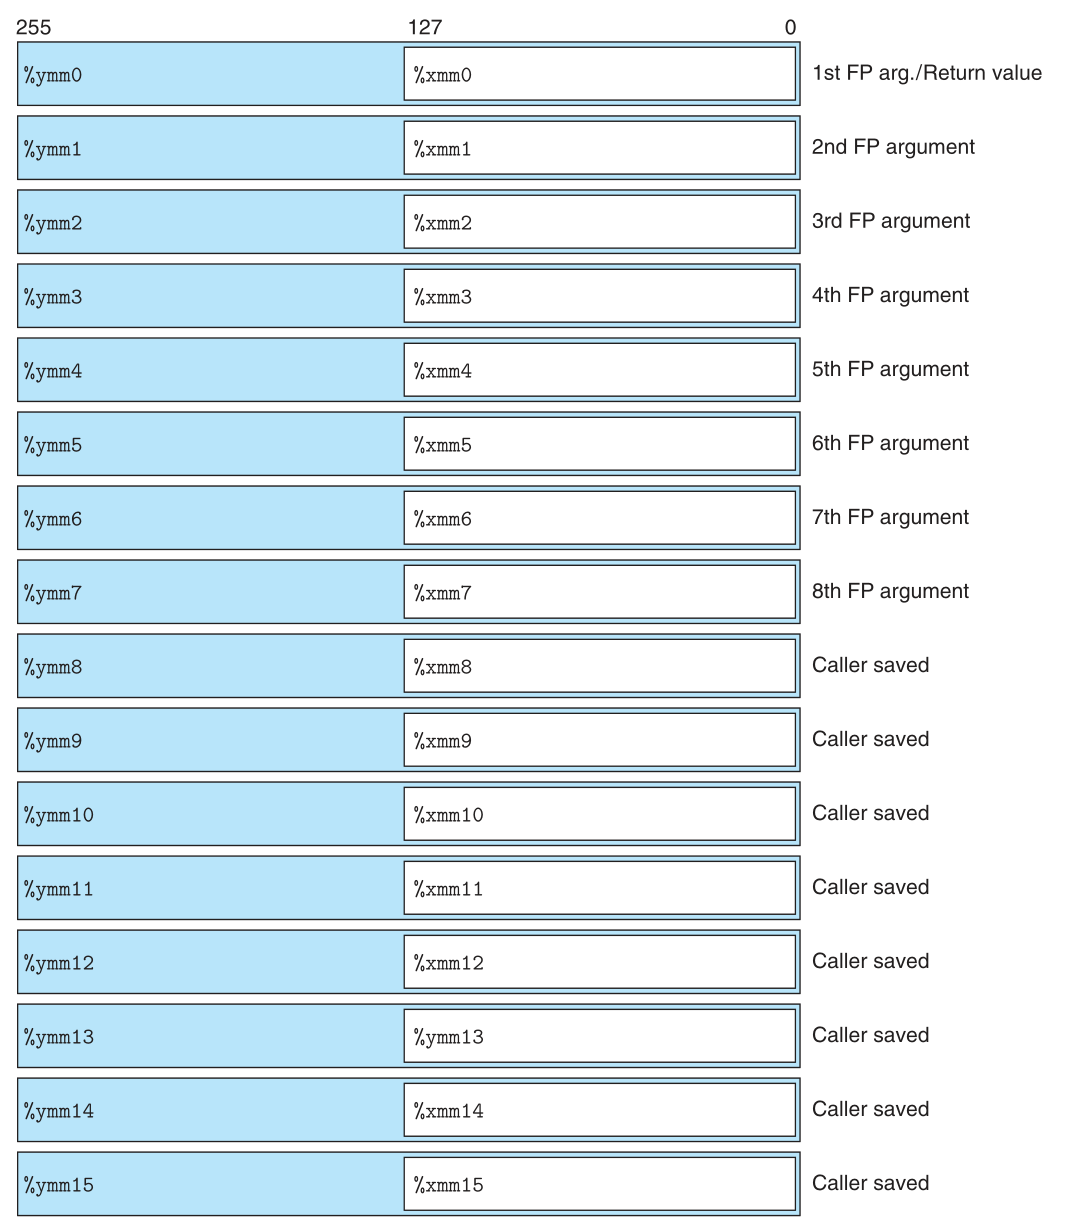 255 127 0
%ymm0 %xmm0 1st FP arg./Return value
%ymm1 %xmm1 2nd FP argument
%ymm2 %xmm2 3rd FP argument
%ymm3 %xmm3 4th FP argument
%ymm4 %xmm4 5th FP argument
%ymm5 %xmm5 6th FP argument
%ymm6 %xmm6 7th FP argument
%ymm7 %xmm7 8th FP argument
%ymm8 %xmm8 Caller saved
%ymm9 %xmm9 Caller saved
%ymm10 %xmm10 Caller saved
%ymm11 %xmm11 Caller saved
%ymm12 %xmm12 Caller saved
%ymm13 %ymm13 Caller saved
%ymm14 %xmm14 Caller saved
%ymm15 %xmm15 Caller saved